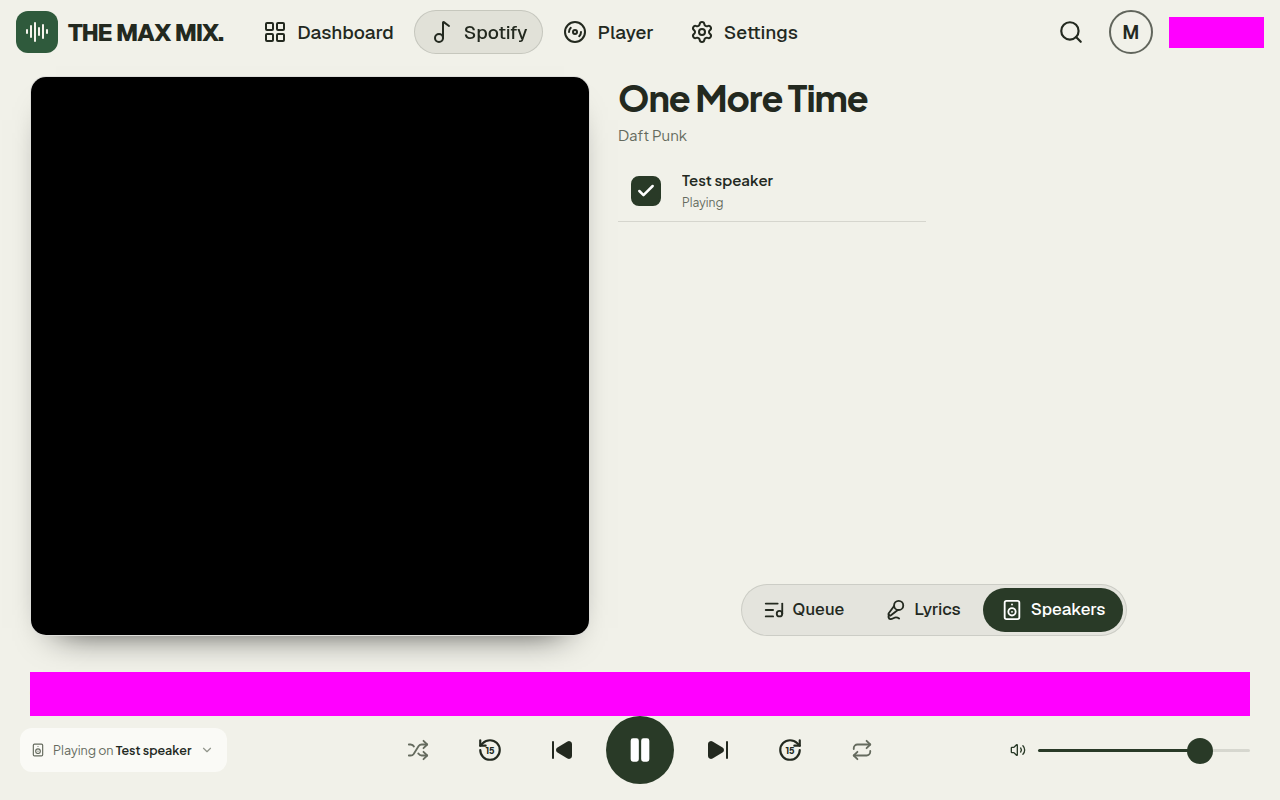 THE MAX MIX.
Dashboard
Spotify
Player
Settings
M
One More Time
Daft Punk
Test speaker
Playing
Queue
Lyrics
Speakers
Playing on Test speaker
15
15